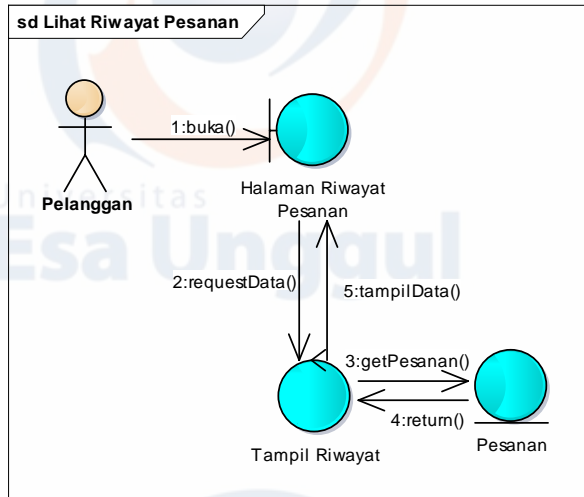 sd Lihat Riwayat Pesanan
1:buka()
Pelanggan
Halaman Riwayat
Pesanan
Universitas
Esa Unggul
2:requestData()
5:tampilData()
3:getPesanan()
4:return()
Tampil Riwayat
Pesanan